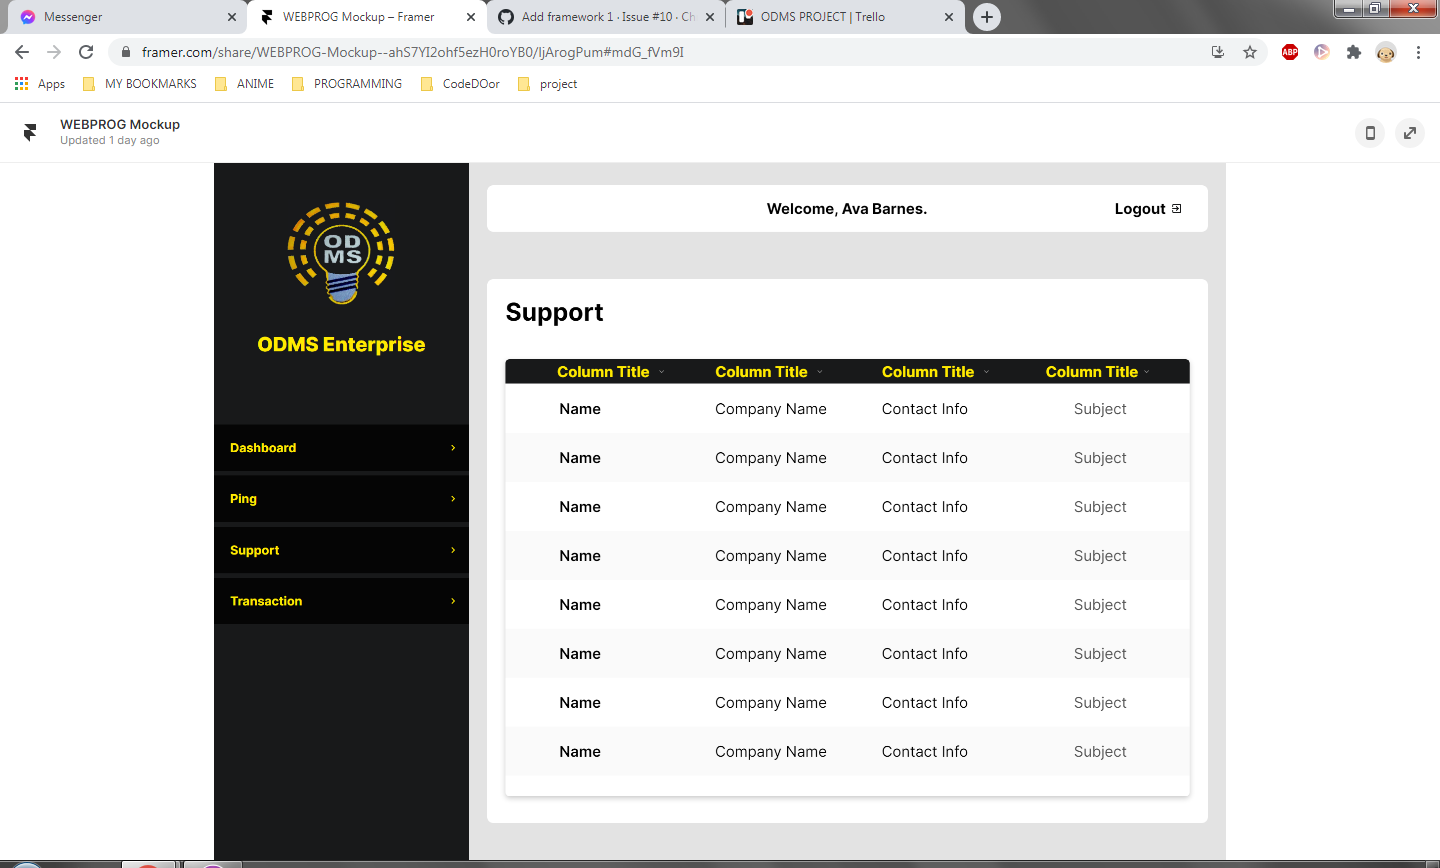 Messenger
WEBPROG Mockup – Framer
Add framework 1 · Issue #10 · Ch
ODMS PROJECT | Trello
framer.com/share/WEBPROG-Mockup--ahS7YI2ohf5ezH0roYB0/ljArogPum#mdG_fVm9I
ABP
Apps
MY BOOKMARKS
ANIME
PROGRAMMING
CodeDOor
project
WEBPROG Mockup
Updated 1 day ago
OD
MS
ODMS Enterprise
Dashboard
Ping
Support
Transaction
Welcome, Ava Barnes.
Logout
Support
Column Title Column Title Column Title Column Title
Name Company Name Contact Info Subject
Name Company Name Contact Info Subject
Name Company Name Contact Info Subject
Name Company Name Contact Info Subject
Name Company Name Contact Info Subject
Name Company Name Contact Info Subject
Name Company Name Contact Info Subject
Name Company Name Contact Info Subject